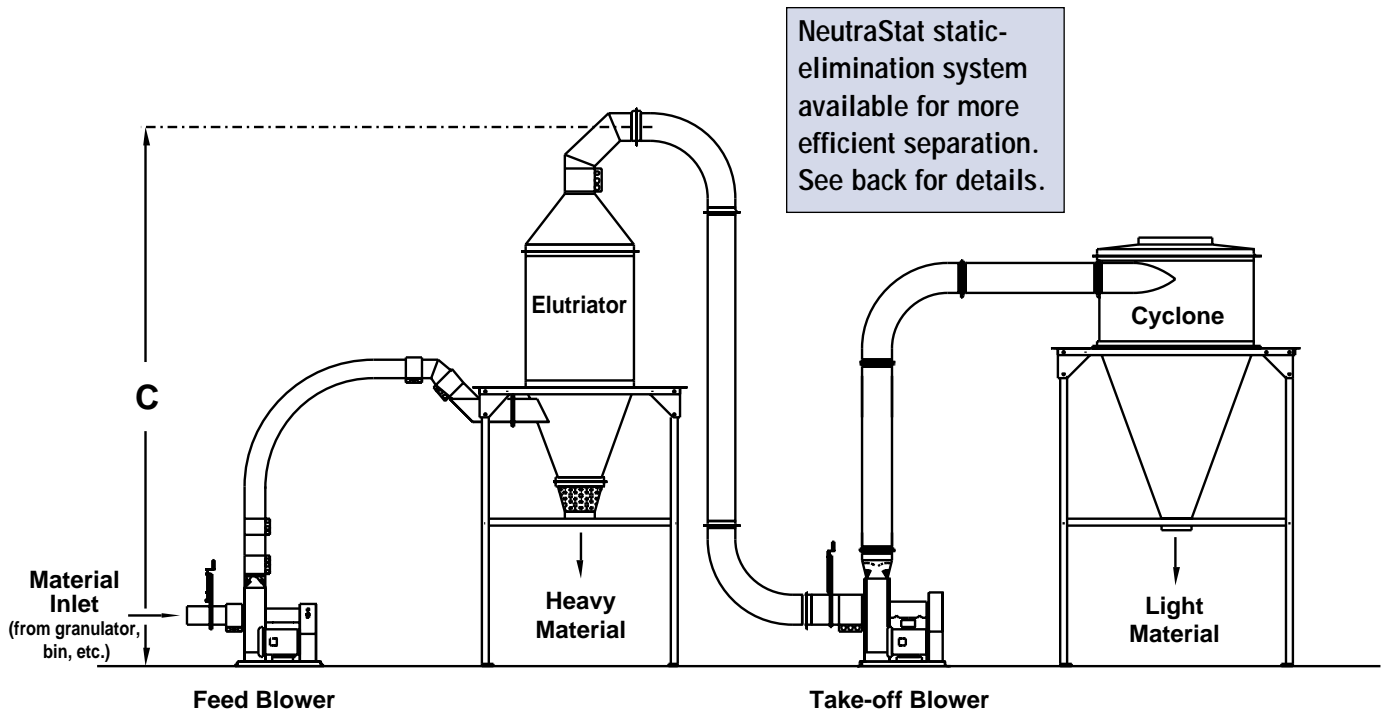 NeutraStat static-
elimination system
available for more
efficient separation.
See back for details.
Elutriator
Cyclone
C
Material
Inlet
(from granulator,
bin, etc.)
Heavy
Material
Light
Material
Feed Blower
Take-off Blower